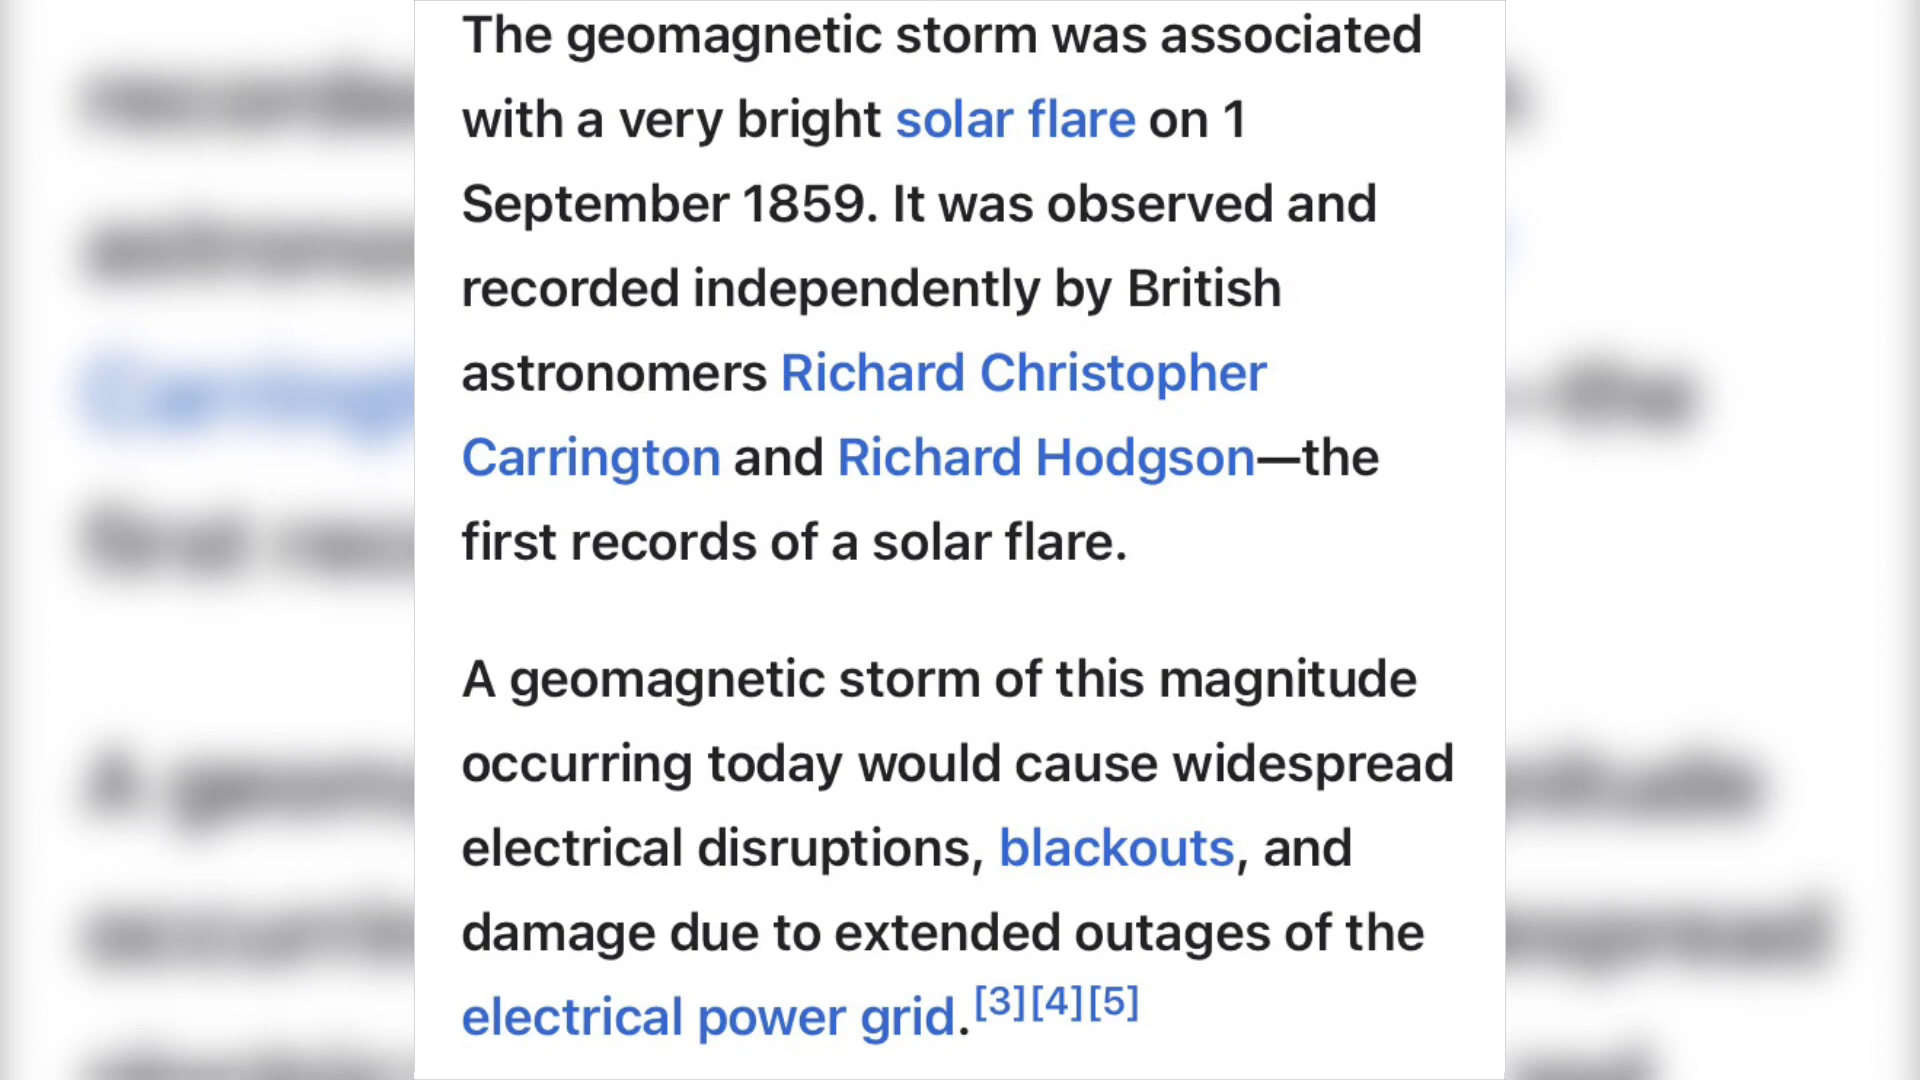 The geomagnetic storm was associated
with a very bright solar flare on 1
September 1859. It was observed and
recorded independently by British
astronomers Richard Christopher
Carrington and Richard Hodgson—the
first records of a solar flare.
A geomagnetic storm of this magnitude
occurring today would cause widespread
electrical disruptions, blackouts, and
damage due to extended outages of the
electrical power grid.[3][4][5]